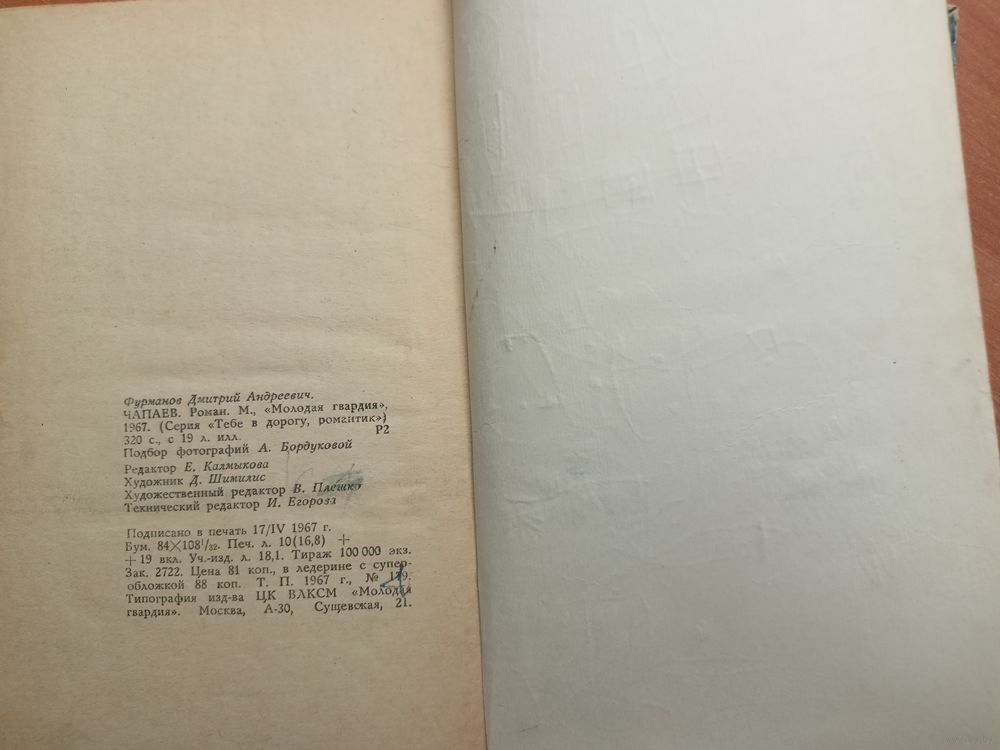 Фурманов Дмитрий Андреевич.
ЧАПАЕВ. Роман. М., «Молодая гвардия»,
1967. (Серия «Тебе в дорогу, романтик»)
320 с., с 19 л. илл.
Р2
Подбор фотографий А. Бордуковой
Редактор Е. Калмыкова
Художник Д. Шимилис
Художественный редактор В. Плешко
Технический редактор И. Егорова
Подписано в печать 17/IV 1967 г.
Бум. 84×108¹/₃₂. Печ. л. 10(16,8) +
+ 19 вкл. Уч.-изд. л. 18,1. Тираж 100 000 экз.
Зак. 2722. Цена 81 коп., в ледерине с супер-
обложкой 88 коп. Т. П. 1967 г., №
Типография изд-ва ЦК ВЛКСМ «Молодая
гвардия». Москва, А-30, Сущевская, 21.